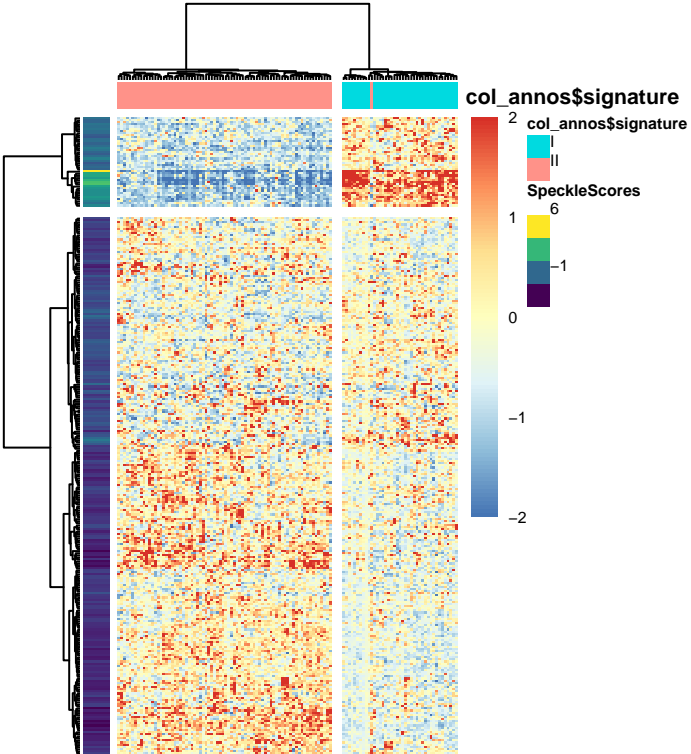 col_annos$signature
2
1
0
−1
−2
col_annos$signature
I
II
SpeckleScores
6
−1